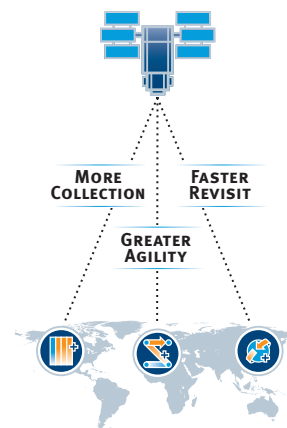 MORE
COLLECTION
FASTER
REVISIT
GREATER
AGILITY